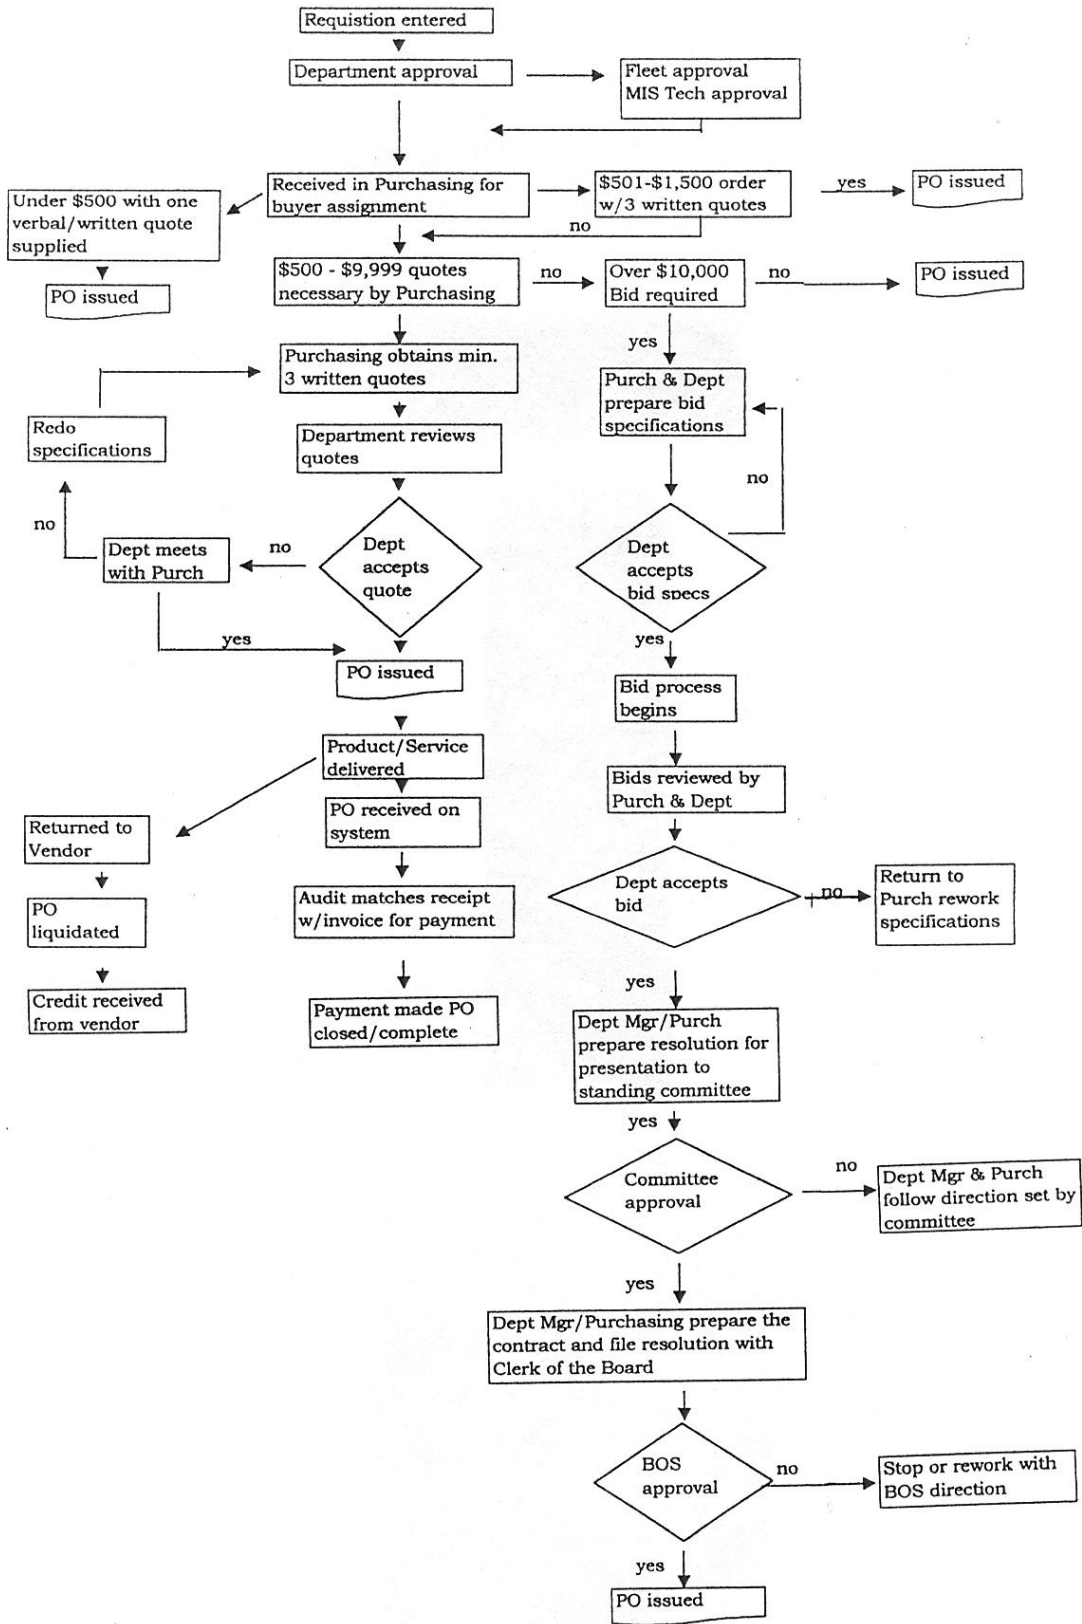 Requistion entered
Department approval
Fleet approval
MIS Tech approval
Received in Purchasing for
buyer assignment
$501-$1,500 order
w/3 written quotes
yes
PO issued
Under $500 with one
verbal/written quote
supplied
no
PO issued
$500 - $9,999 quotes
necessary by Purchasing
no
Over $10,000
Bid required
no
PO issued
yes
Purchasing obtains min.
3 written quotes
Purch & Dept
prepare bid
specifications
Redo
specifications
Department reviews
quotes
no
no
Dept meets
with Purch
no
Dept
accepts
quote
Dept
accepts
bid specs
yes
yes
PO issued
Bid process
begins
Product/Service
delivered
Bids reviewed by
Purch & Dept
PO received on
system
Returned to
Vendor
Dept accepts
bid
no
Return to
Purch rework
specifications
Audit matches receipt
w/invoice for payment
PO
liquidated
yes
Credit received
from vendor
Payment made PO
closed/complete
Dept Mgr/Purch
prepare resolution for
presentation to
standing committee
yes
Committee
approval
no
Dept Mgr & Purch
follow direction set by
committee
yes
Dept Mgr/Purchasing prepare the
contract and file resolution with
Clerk of the Board
BOS
approval
no
Stop or rework with
BOS direction
yes
PO issued